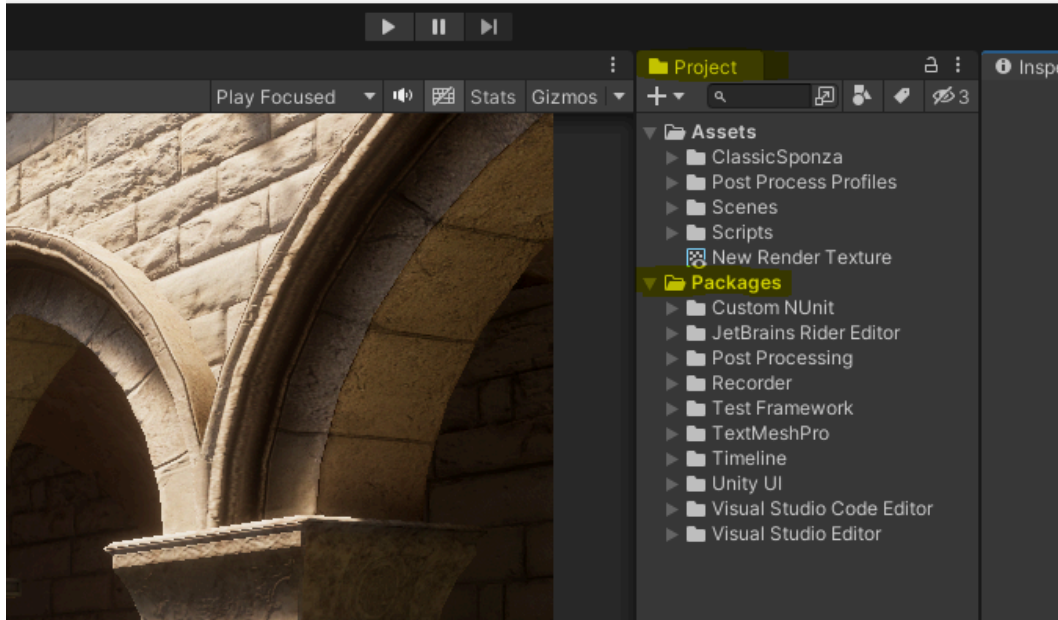 Project
Inspe
Play Focused Stats Gizmos
3
Assets
ClassicSponza
Post Process Profiles
Scenes
Scripts
New Render Texture
Packages
Custom NUnit
JetBrains Rider Editor
Post Processing
Recorder
Test Framework
TextMeshPro
Timeline
Unity UI
Visual Studio Code Editor
Visual Studio Editor